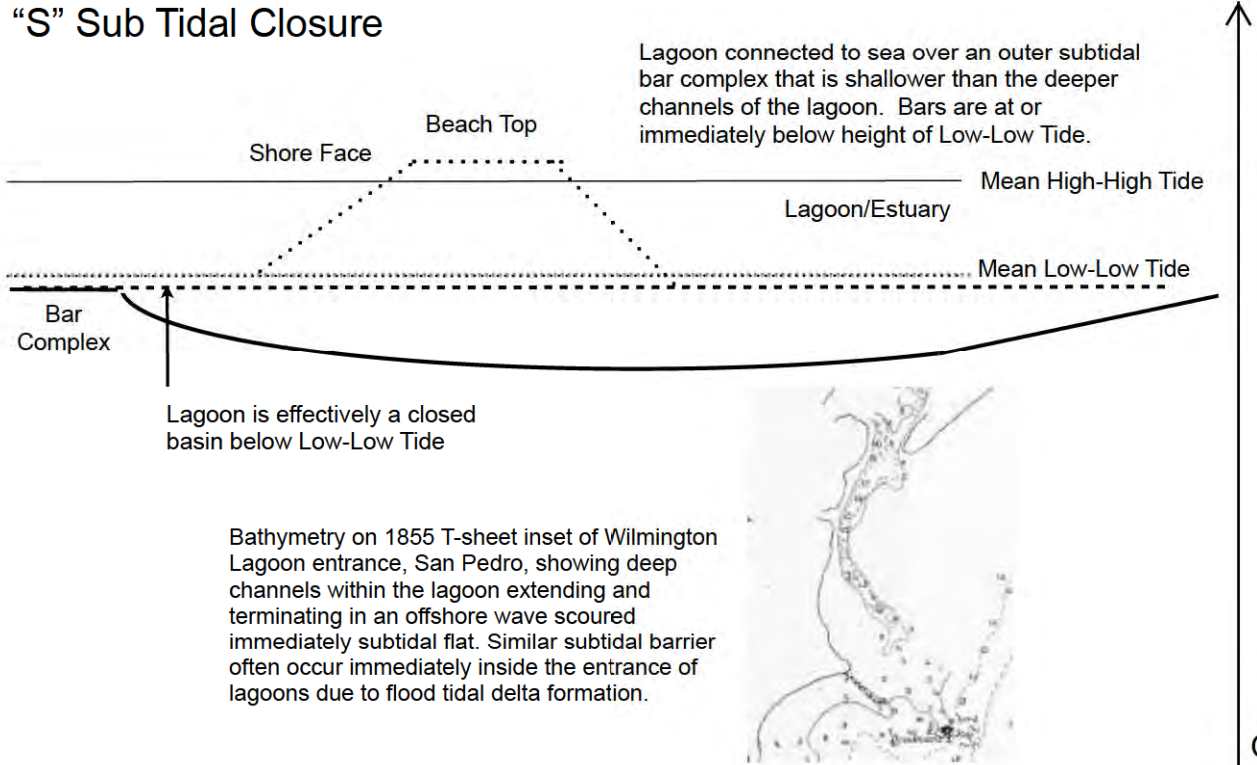 “S” Sub Tidal Closure
Lagoon connected to sea over an outer subtidal
bar complex that is shallower than the deeper
channels of the lagoon.  Bars are at or
immediately below height of Low-Low Tide.
Beach Top
Shore Face
Mean High-High Tide
Lagoon/Estuary
Mean Low-Low Tide
Bar
Complex
Lagoon is effectively a closed
basin below Low-Low Tide
Bathymetry on 1855 T-sheet inset of Wilmington
Lagoon entrance, San Pedro, showing deep
channels within the lagoon extending and
terminating in an offshore wave scoured
immediately subtidal flat. Similar subtidal barrier
often occur immediately inside the entrance of
lagoons due to flood tidal delta formation.